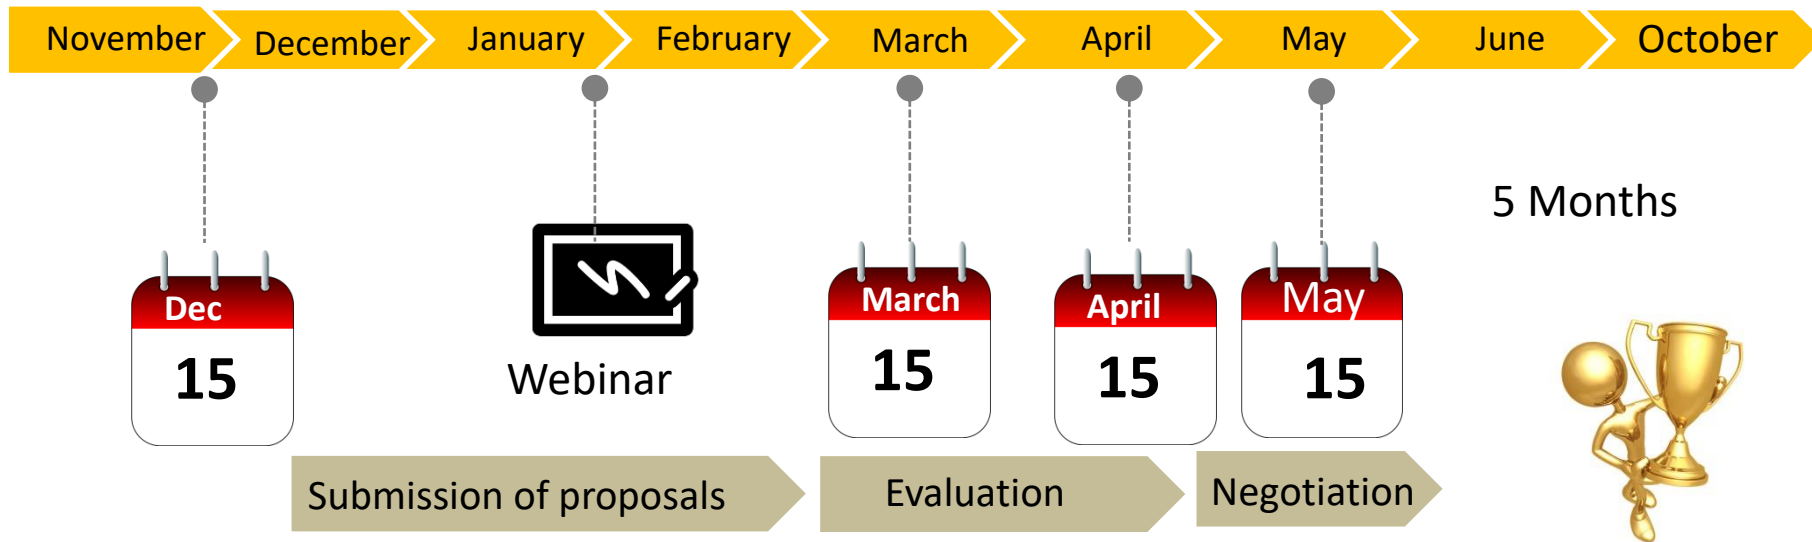 November December January February March April May June October
5 Months
Dec
15
Webinar
March
15
April
15
May
15
Submission of proposals
Evaluation
Negotiation